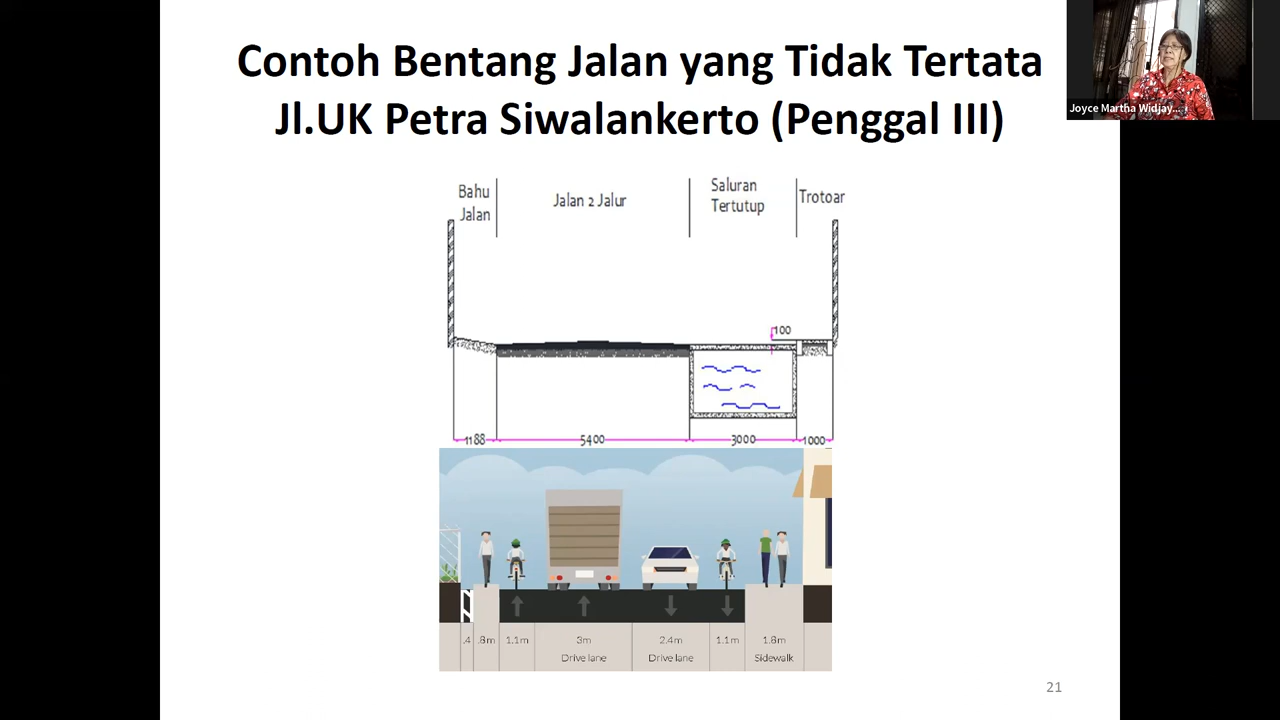 Contoh Bentang Jalan yang Tidak Tertata
Jl.UK Petra Siwalankerto (Penggal III)
Joyce Martha Widjay...
Bahu
Jalan
Jalan 2 Jalur
Saluran
Tertutup
Trotoar
100
1188
5400
3000
1000
.4
.8m
1.1m
3m
2.4m
1.1m
1.8m
Drive lane
Drive lane
Sidewalk
21